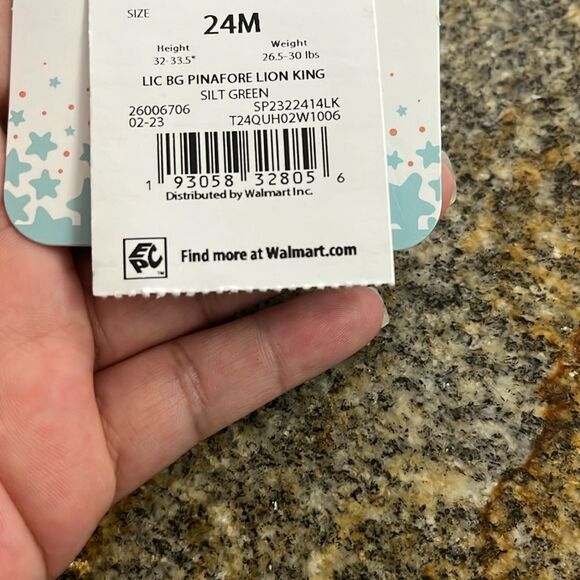 SIZE 24M
Height Weight
32-33.5" 26.5-30 lbs
LIC BG PINAFORE LION KING
SILT GREEN
26006706 SP2322414LK
02-23 T24QUH02W1006
1 93058 32805 6
Distributed by Walmart Inc.
EPC™ Find more at Walmart.com